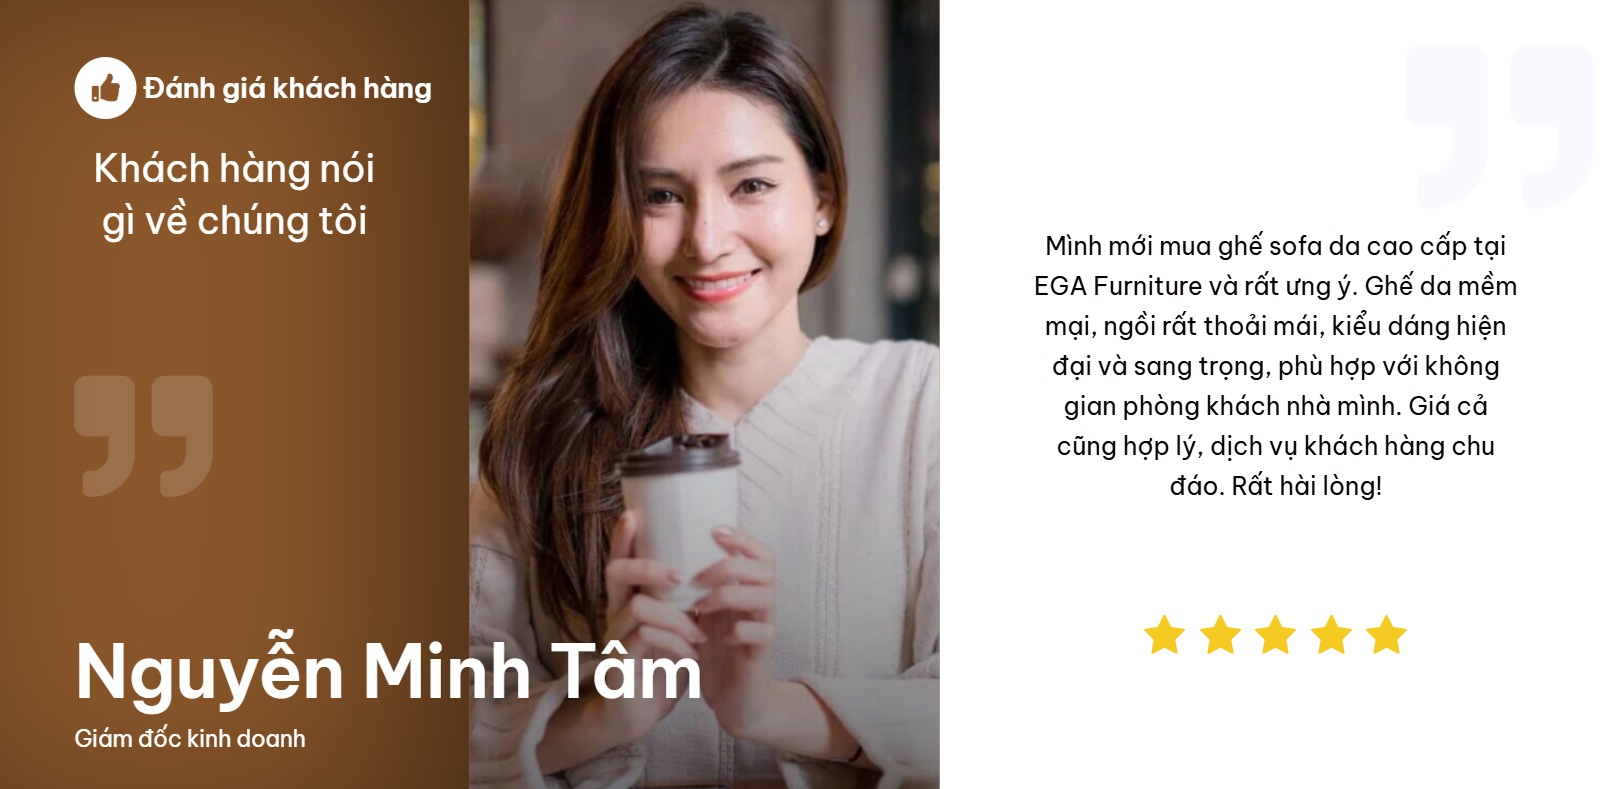 Đánh giá khách hàng
Khách hàng nói
gì về chúng tôi
Nguyễn Minh Tâm
Giám đốc kinh doanh
Mình mới mua ghế sofa da cao cấp tại
EGA Furniture và rất ưng ý. Ghế da mềm
mại, ngồi rất thoải mái, kiểu dáng hiện
đại và sang trọng, phù hợp với không
gian phòng khách nhà mình. Giá cả
cũng hợp lý, dịch vụ khách hàng chu
đáo. Rất hài lòng!